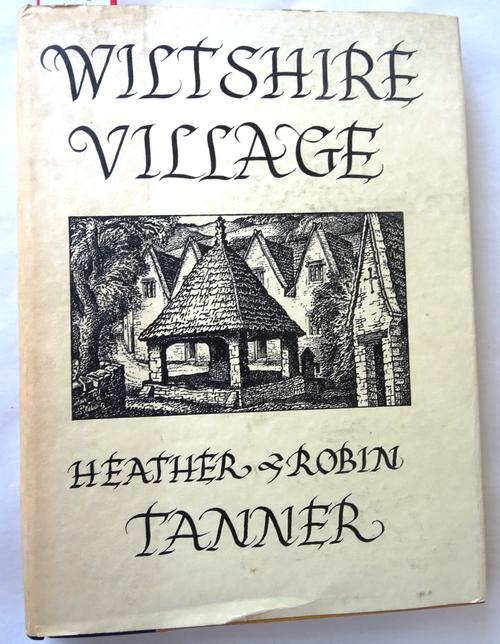 WILTSHIRE
VILLAGE
HEATHER & ROBIN
TANNER